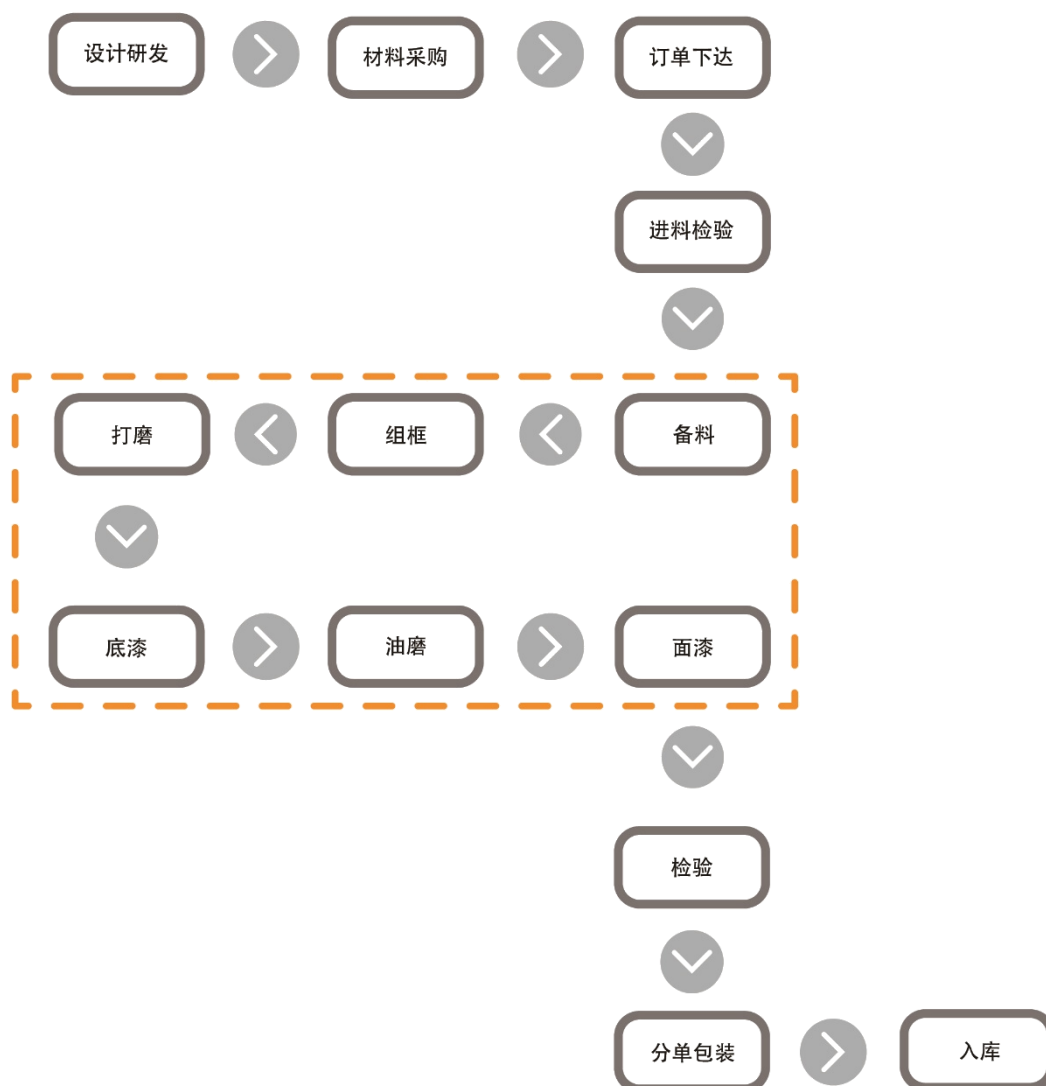 设计研发
材料采购
订单下达
进料检验
备料
组框
打磨
底漆
油磨
面漆
检验
分单包装
入库